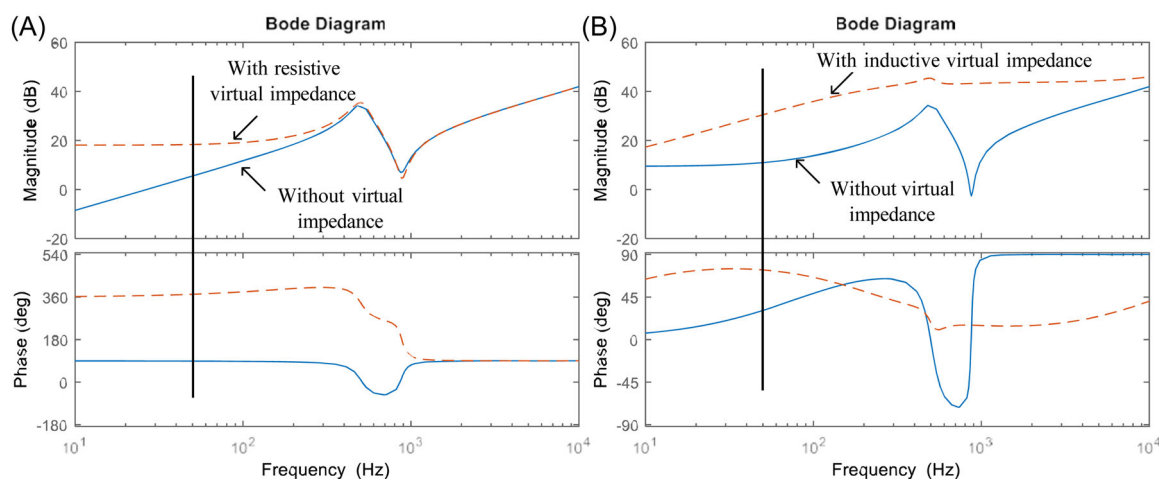 (A)
Bode Diagram
60
40
20
0
20
Magnitude (dB)
With resistive
virtual impedance
Without virtual
impedance
540
360
180
0
-180
Phase (deg)
10^1
10^2
10^3
10^4
Frequency (Hz)
(B)
Bode Diagram
60
40
20
0
-20
Magnitude (dB)
With inductive virtual impedance
Without virtual
impedance
90
45
0
-45
-90
Phase (deg)
10^1
10^2
10^3
10^4
Frequency (Hz)